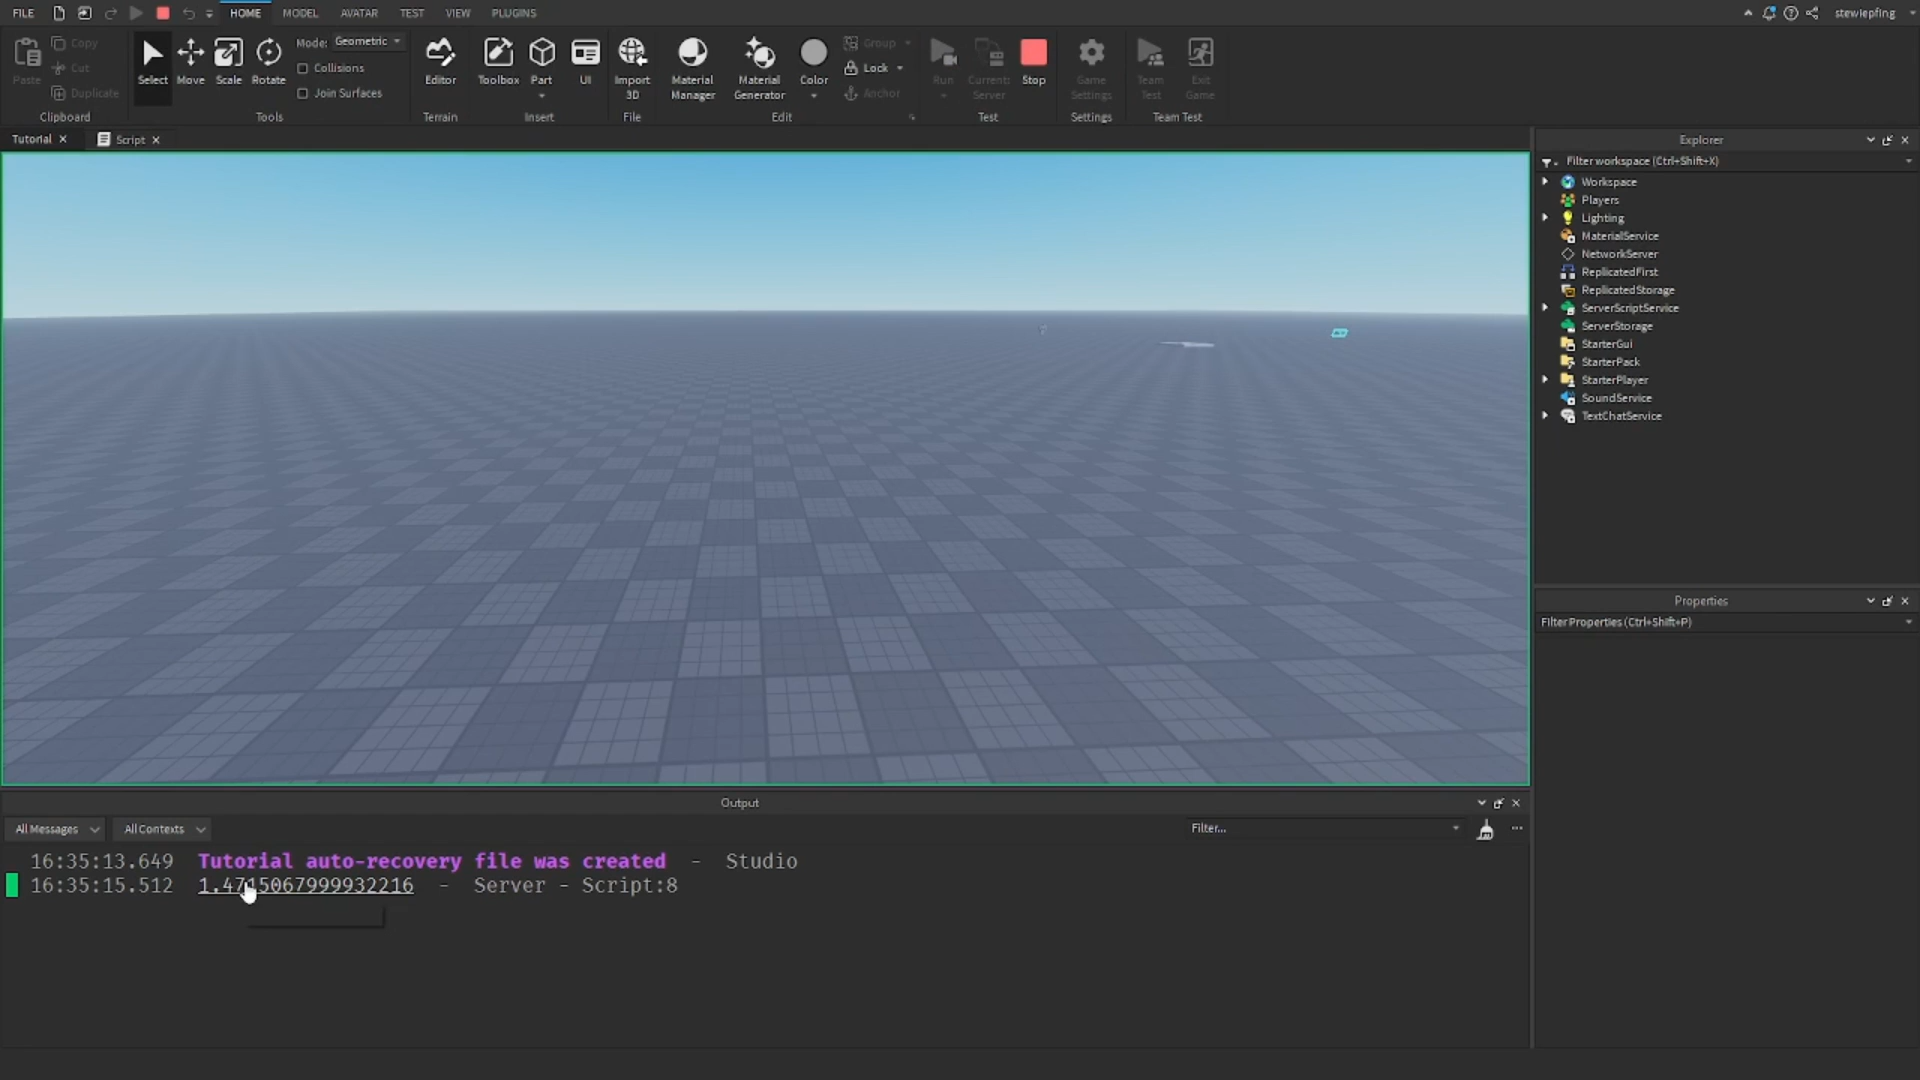 FILE HOME MODEL AVATAR TEST VIEW PLUGINS stewiepfing
Paste Copy Cut Duplicate Clipboard
Select Move Scale Rotate Mode: Geometric Collisions Join Surfaces Tools
Editor Terrain
Toolbox Part UI Insert
Import 3D File
Material Manager Material Generator Color Group Lock Anchor Edit
Run Current: Server Stop Test
Game Settings Settings
Team Test Exit Game Team Test
Tutorial Script
Explorer
Filter workspace (Ctrl+Shift+X)
Workspace
Players
Lighting
MaterialService
NetworkServer
ReplicatedFirst
ReplicatedStorage
ServerScriptService
ServerStorage
StarterGui
StarterPack
StarterPlayer
SoundService
TextChatService
Properties
Filter Properties (Ctrl+Shift+P)
Output
All Messages All Contexts Filter...
16:35:13.649 Tutorial auto-recovery file was created - Studio
16:35:15.512 1.4715067999932216 - Server - Script:8